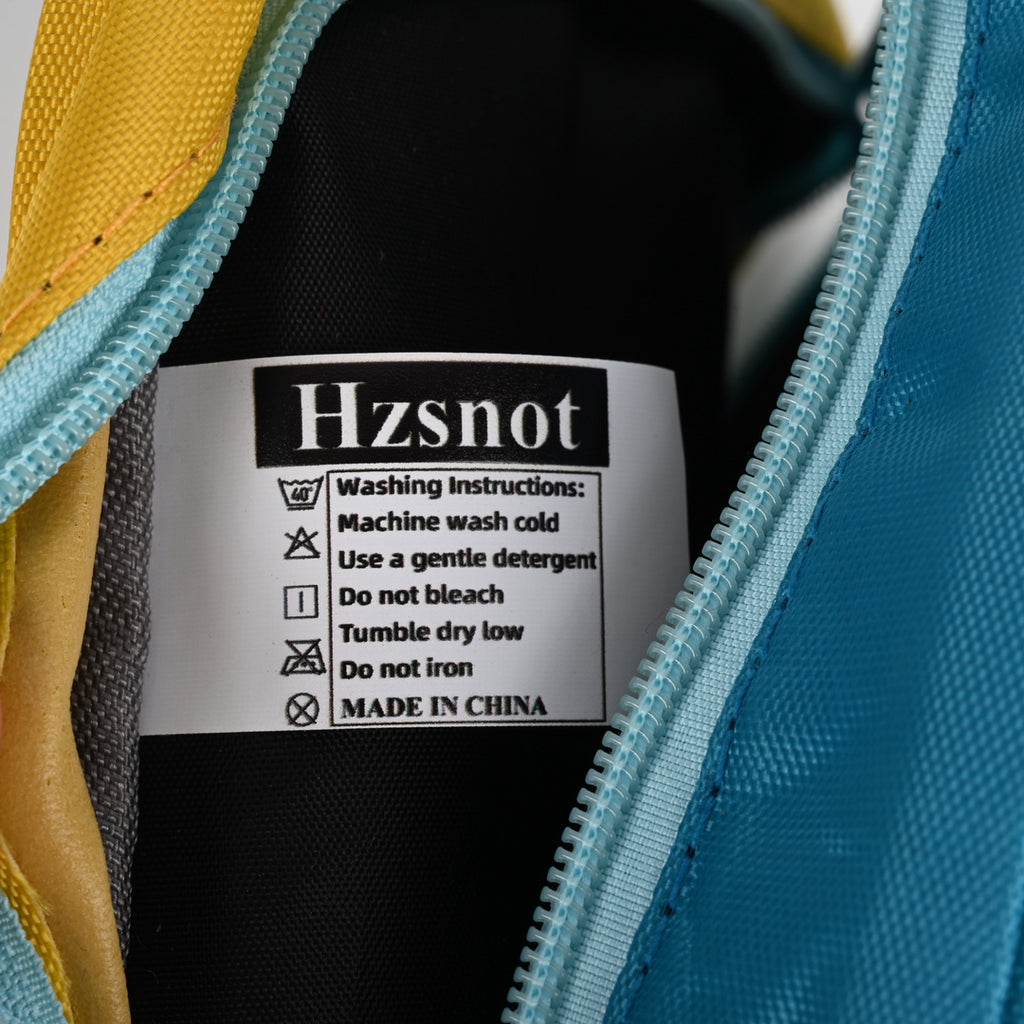 Hzsnot
40°
Washing Instructions:
Machine wash cold
Use a gentle detergent
Do not bleach
Tumble dry low
Do not iron
MADE IN CHINA